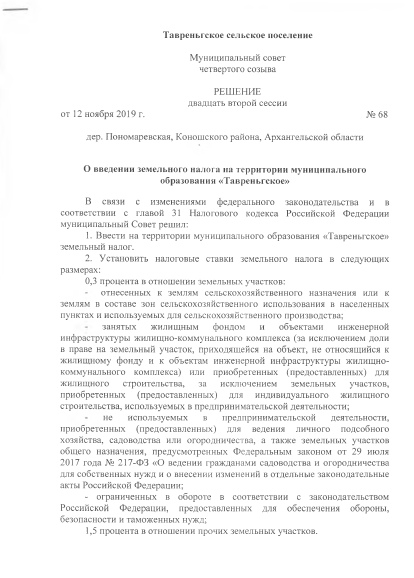 Тавреньгское сельское поселение
Муниципальный совет
четвертого созыва
РЕШЕНИЕ
двадцать второй сессии
от 12 ноября 2019 г. № 68
дер. Пономаревская, Коношского района, Архангельской области
О введении земельного налога на территории муниципального
образования «Тавреньгское»
В связи с изменениями федерального законодательства и в
соответствии с главой 31 Налогового кодекса Российской Федерации
муниципальный Совет решил:
1. Ввести на территории муниципального образования «Тавреньгское»
земельный налог.
2. Установить налоговые ставки земельного налога в следующих
размерах:
0,3 процента в отношении земельных участков:
- отнесенных к землям сельскохозяйственного назначения или к
землям в составе зон сельскохозяйственного использования в населенных
пунктах и используемых для сельскохозяйственного производства;
- занятых жилищным фондом и объектами инженерной
инфраструктуры жилищно-коммунального комплекса (за исключением доли
в праве на земельный участок, приходящейся на объект, не относящийся к
жилищному фонду и к объектам инженерной инфраструктуры жилищно-
коммунального комплекса) или приобретенных (предоставленных) для
жилищного строительства, за исключением земельных участков,
приобретенных (предоставленных) для индивидуального жилищного
строительства, используемых в предпринимательской деятельности;
- не используемых в предпринимательской деятельности,
приобретенных (предоставленных) для ведения личного подсобного
хозяйства, садоводства или огородничества, а также земельных участков
общего назначения, предусмотренных Федеральным законом от 29 июля
2017 года № 217-ФЗ «О ведении гражданами садоводства и огородничества
для собственных нужд и о внесении изменений в отдельные законодательные
акты Российской Федерации;
- ограниченных в обороте в соответствии с законодательством
Российской Федерации, предоставленных для обеспечения обороны,
безопасности и таможенных нужд;
1,5 процента в отношении прочих земельных участков.